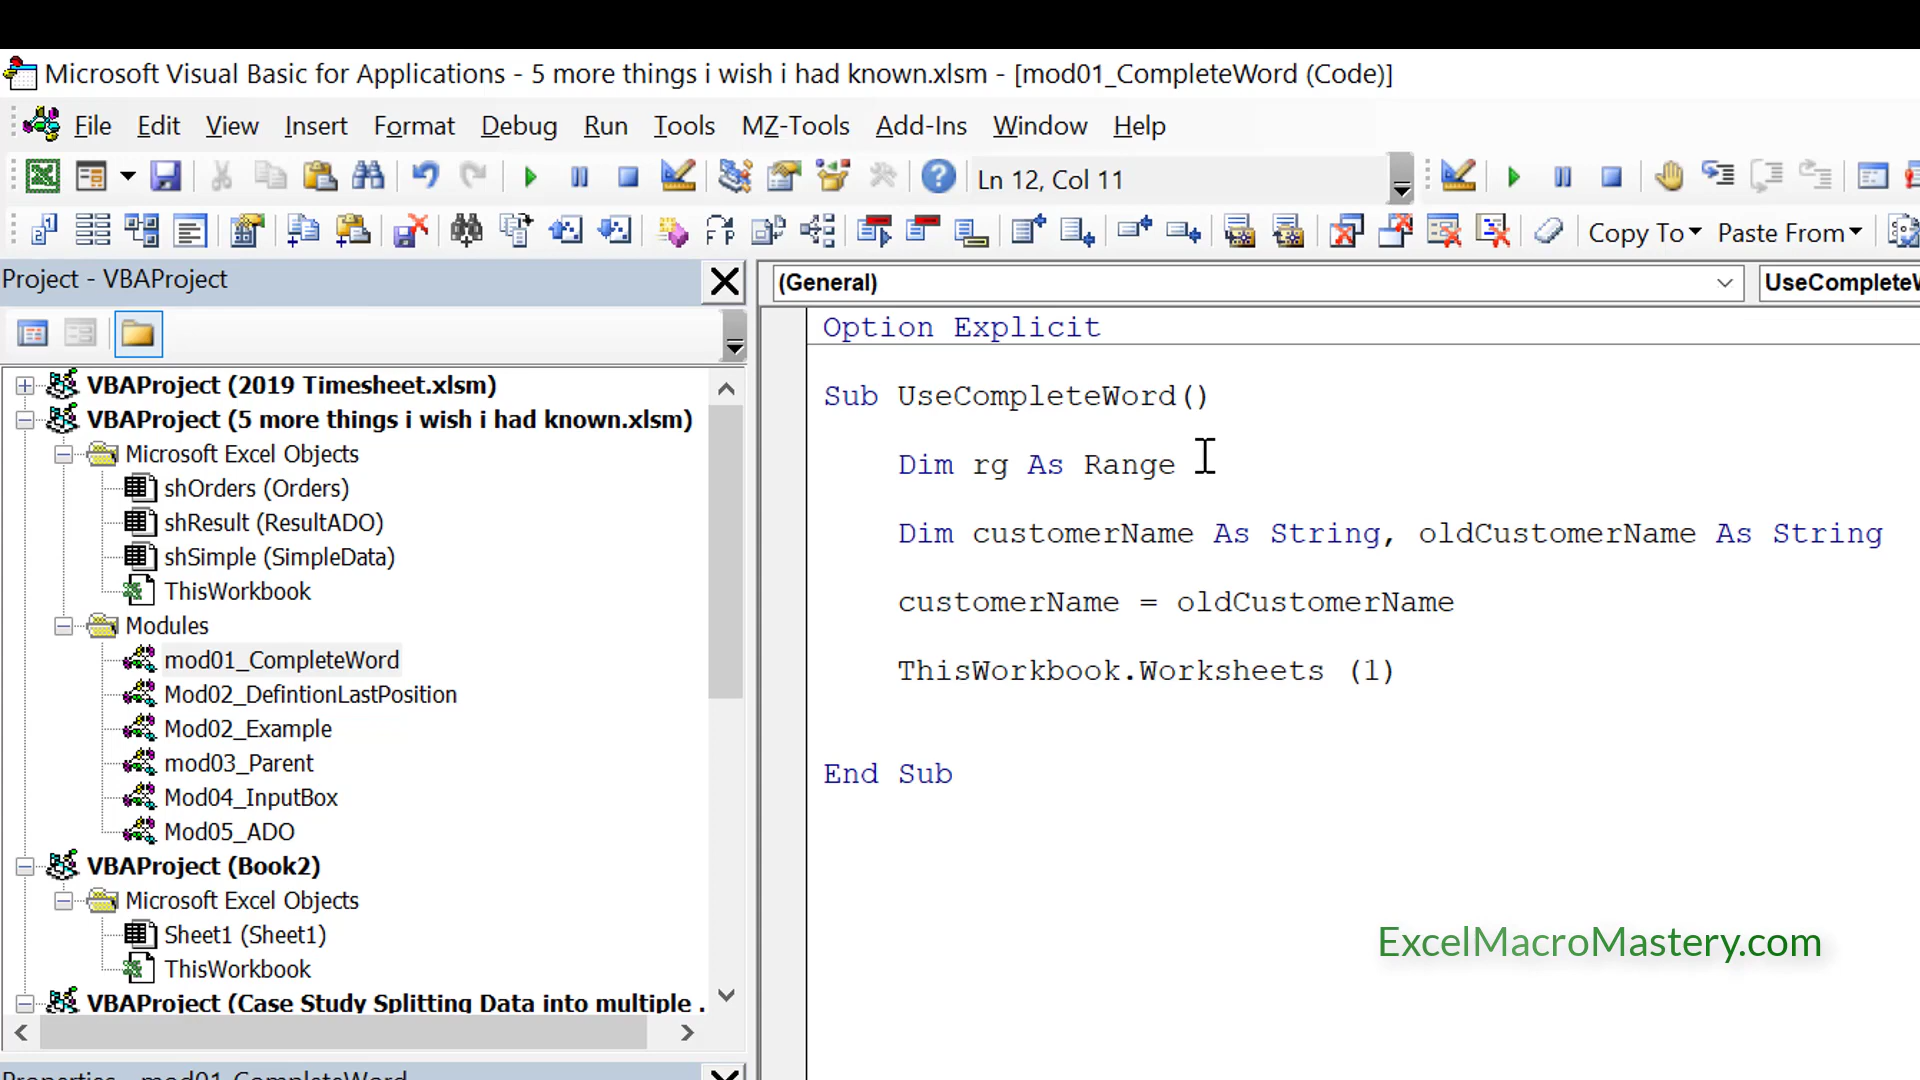 Microsoft Visual Basic for Applications - 5 more things i wish i had known.xlsm - [mod01_CompleteWord (Code)]
File Edit View Insert Format Debug Run Tools MZ-Tools Add-Ins Window Help
Ln 12, Col 11
Copy To Paste From
Project - VBAProject
(General)
UseCompleteW
VBAProject (2019 Timesheet.xlsm)
VBAProject (5 more things i wish i had known.xlsm)
Microsoft Excel Objects
shOrders (Orders)
shResult (ResultADO)
shSimple (SimpleData)
ThisWorkbook
Modules
mod01_CompleteWord
Mod02_DefintionLastPosition
Mod02_Example
mod03_Parent
Mod04_InputBox
Mod05_ADO
VBAProject (Book2)
Microsoft Excel Objects
Sheet1 (Sheet1)
ThisWorkbook
VBAProject (Case Study Splitting Data into multiple .
Properties - mod01_CompleteWord
Option Explicit
Sub UseCompleteWord()
Dim rg As Range
Dim customerName As String, oldCustomerName As String
customerName = oldCustomerName
ThisWorkbook.Worksheets (1)
End Sub
ExcelMacroMastery.com